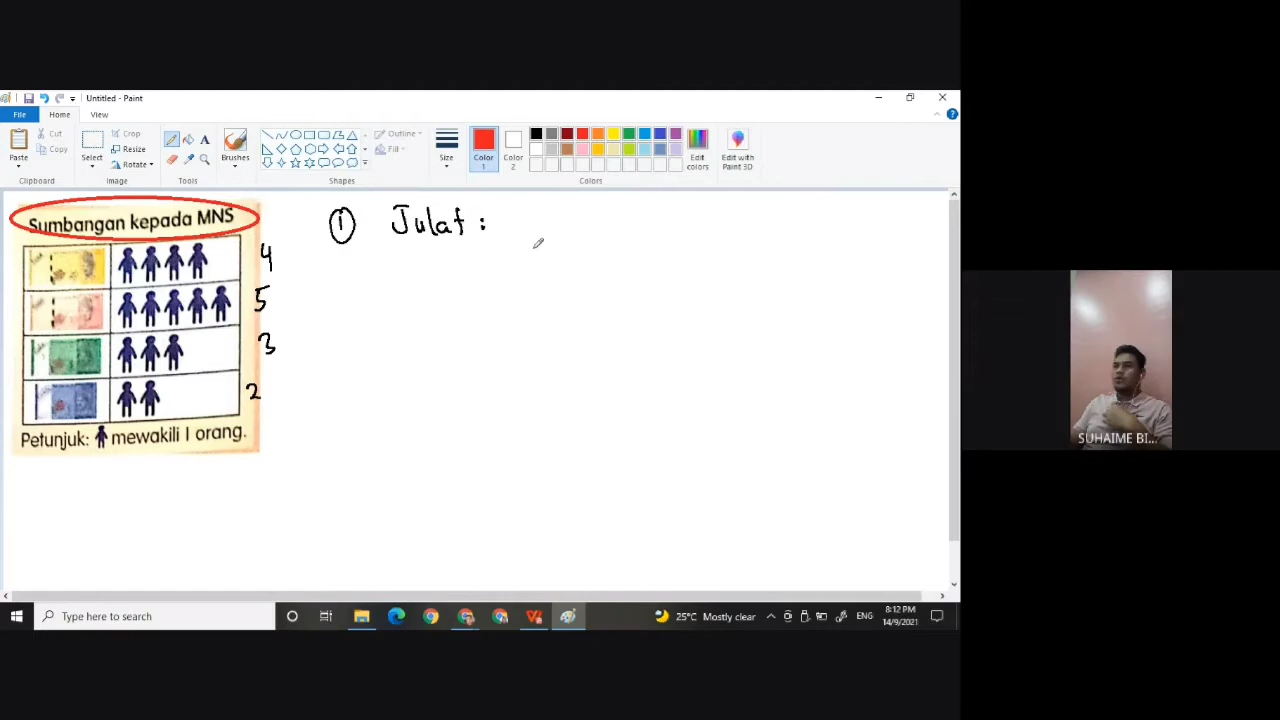 Untitled - Paint
File Home View
Paste
Cut
Copy
Clipboard
Select
Crop
Resize
Rotate
Image
Tools
Brushes
Shapes
Outline
Fill
Size
Color 1
Color 2
Colors
Edit colors
Edit with Paint 3D
Sumbangan kepada MNS
4
5
3
2
Petunjuk: mewakili 1 orang.
1 Julat :
SUHAIME BI...
Type here to search
25°C Mostly clear
ENG
8:12 PM
14/9/2021